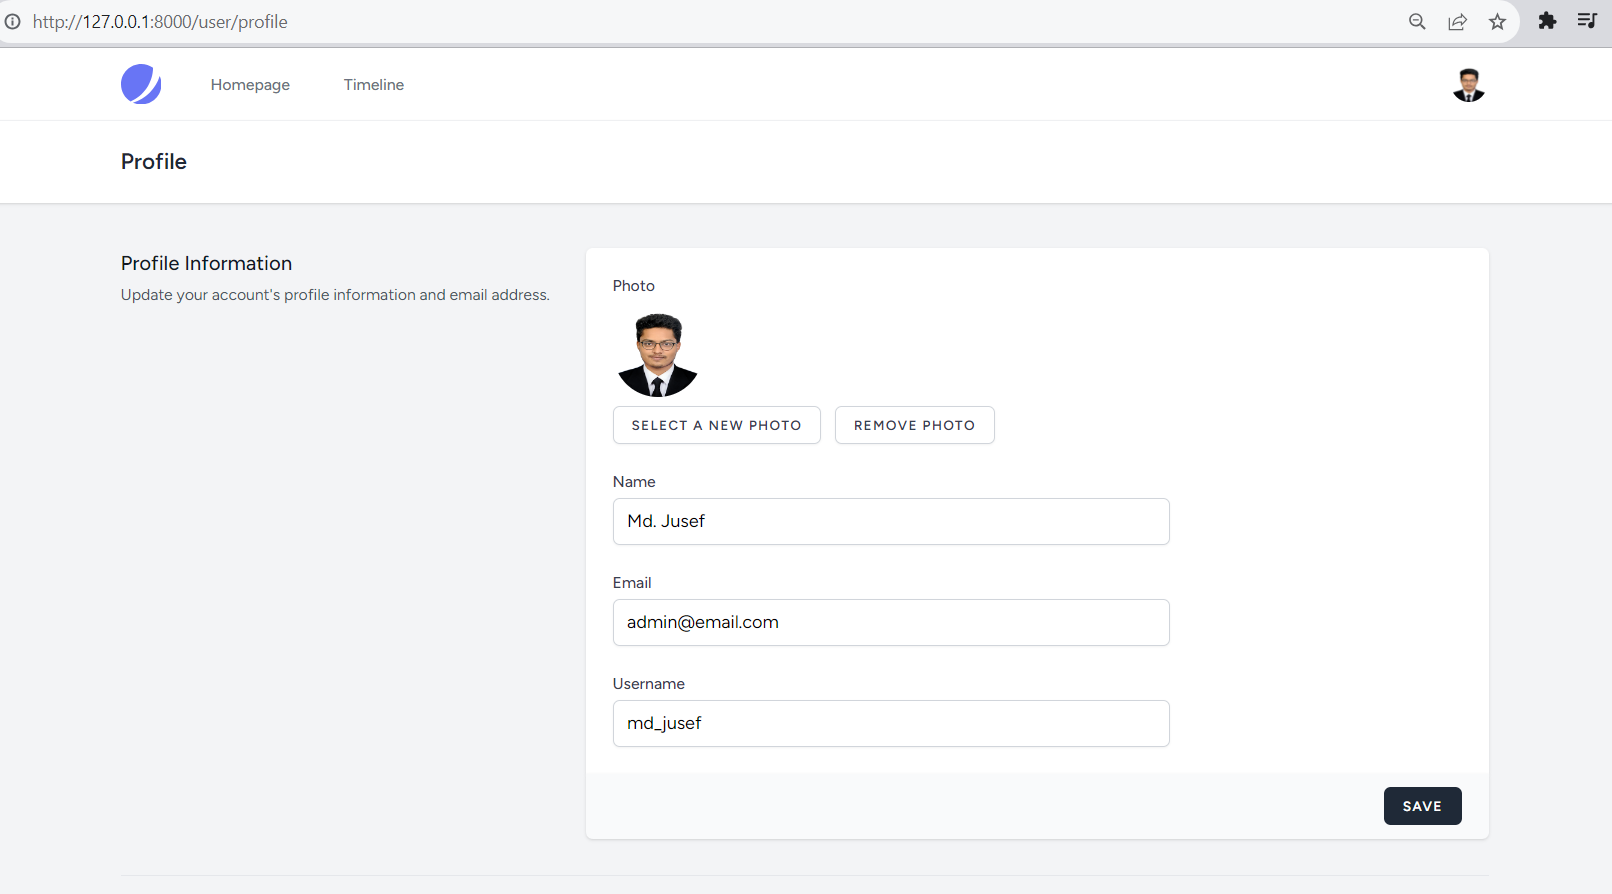 http://127.0.0.1:8000/user/profile
Homepage
Timeline
Profile
Profile Information
Update your account's profile information and email address.
Photo
SELECT A NEW PHOTO
REMOVE PHOTO
Name
Md. Jusef
Email
admin@email.com
Username
md_jusef
SAVE